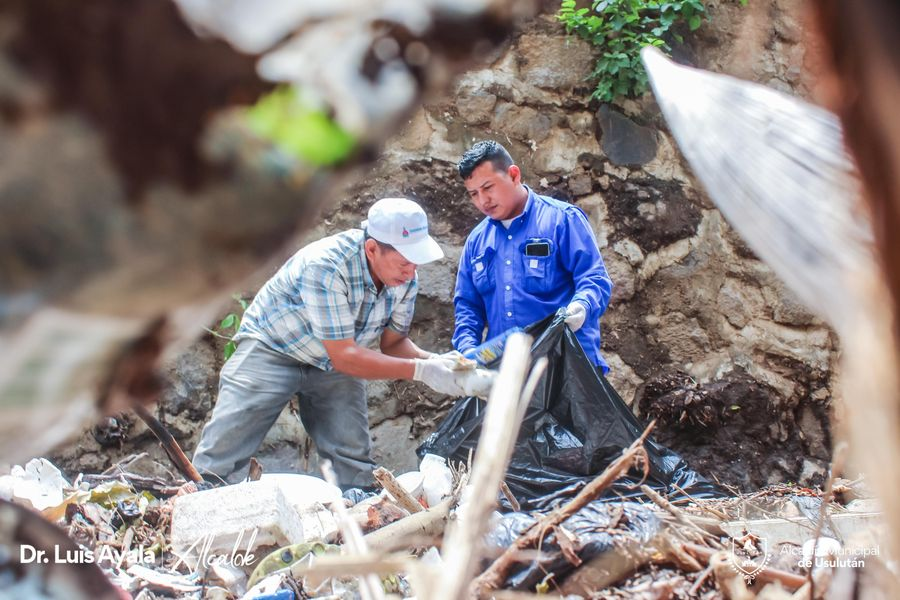 Dr. Luis Ayala Alcalde
Alcaldía Municipal
de Usulután